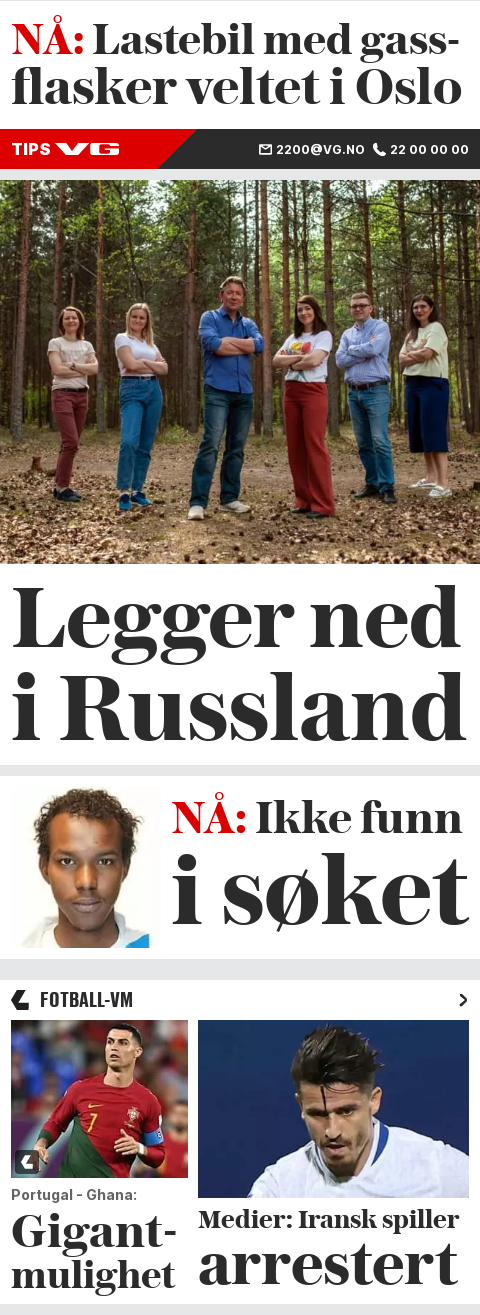 NÅ: Lastebil med gass-
flasker veltet i Oslo
TIPS VG 2200@VG.NO 22 00 00 00
Legger ned
i Russland
NÅ: Ikke funn
i søket
FOTBALL-VM
7
Portugal - Ghana:
Gigant-
mulighet
Medier: Iransk spiller
arrestert